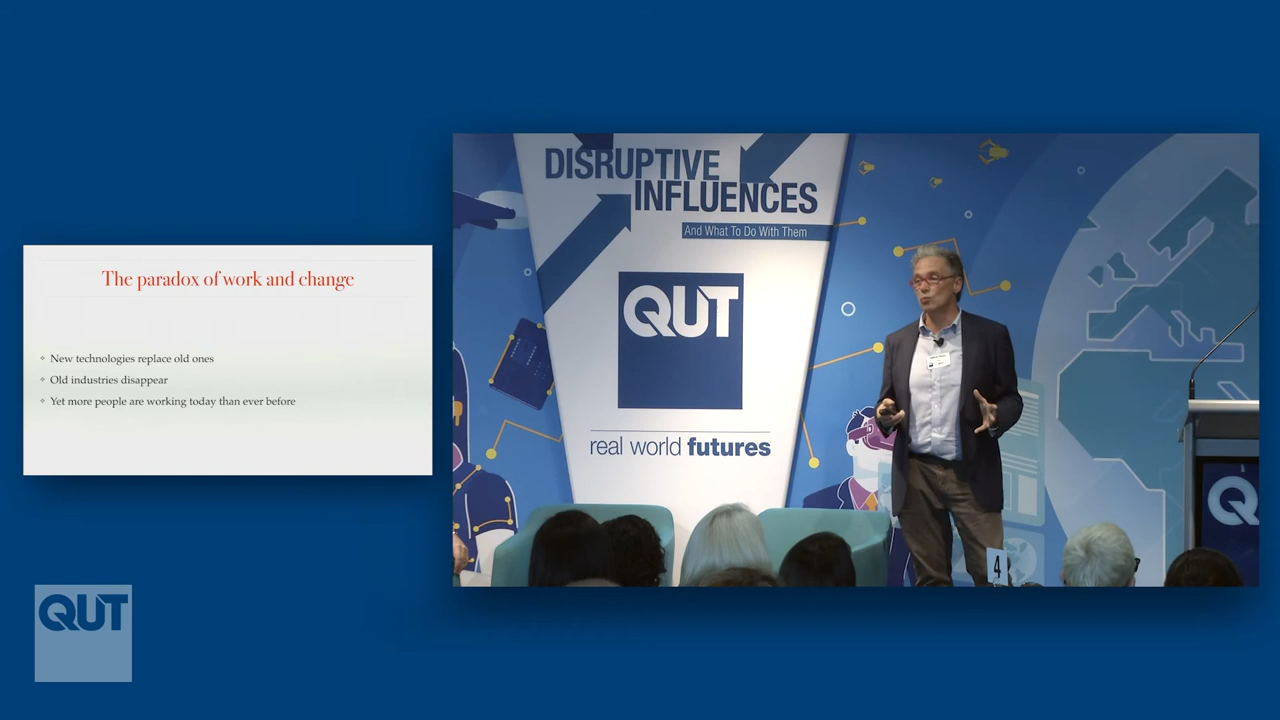 The paradox of work and change
New technologies replace old ones
Old industries disappear
Yet more people are working today than ever before
QUT
DISRUPTIVE
INFLUENCES
And What To Do With Them
QUT
real world futures
4
QU